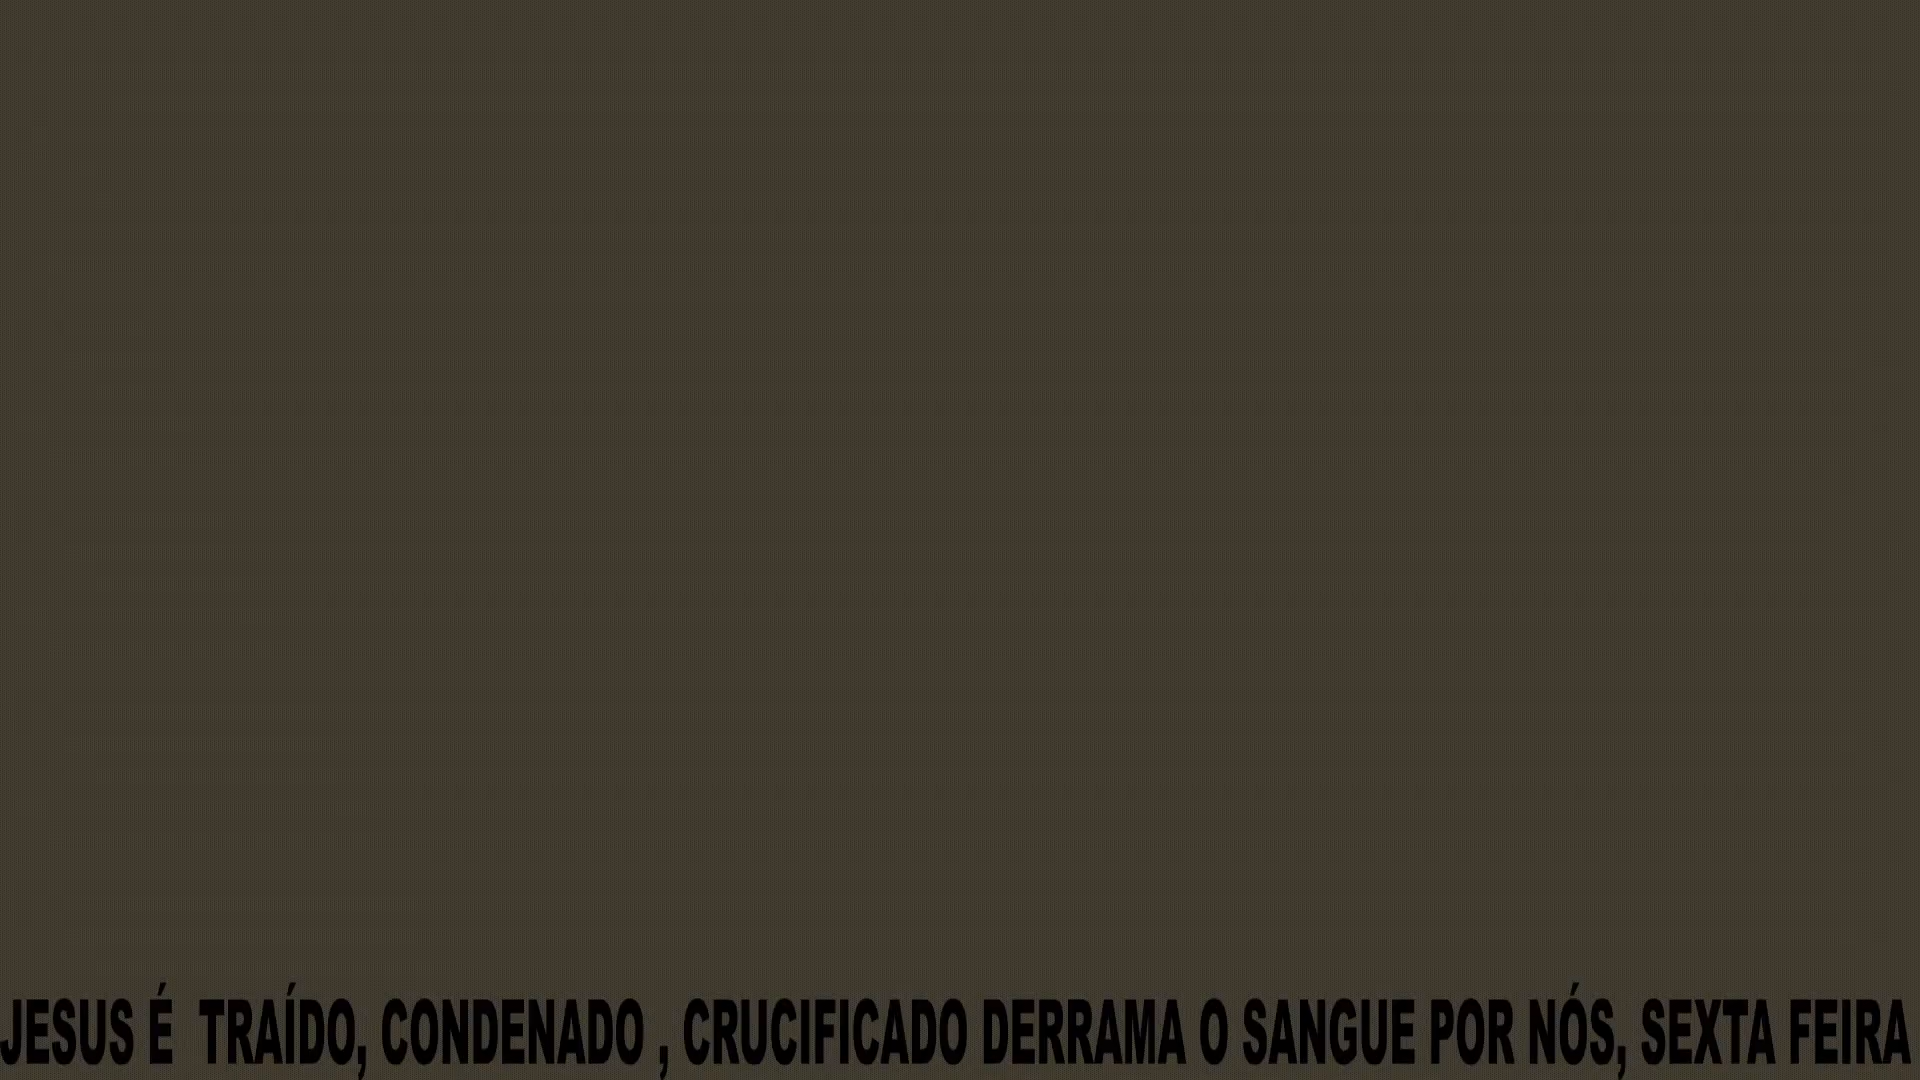 JESUS É  TRAÍDO, CONDENADO , CRUCIFICADO DERRAMA O SANGUE POR NÓS, SEXTA FEIRA